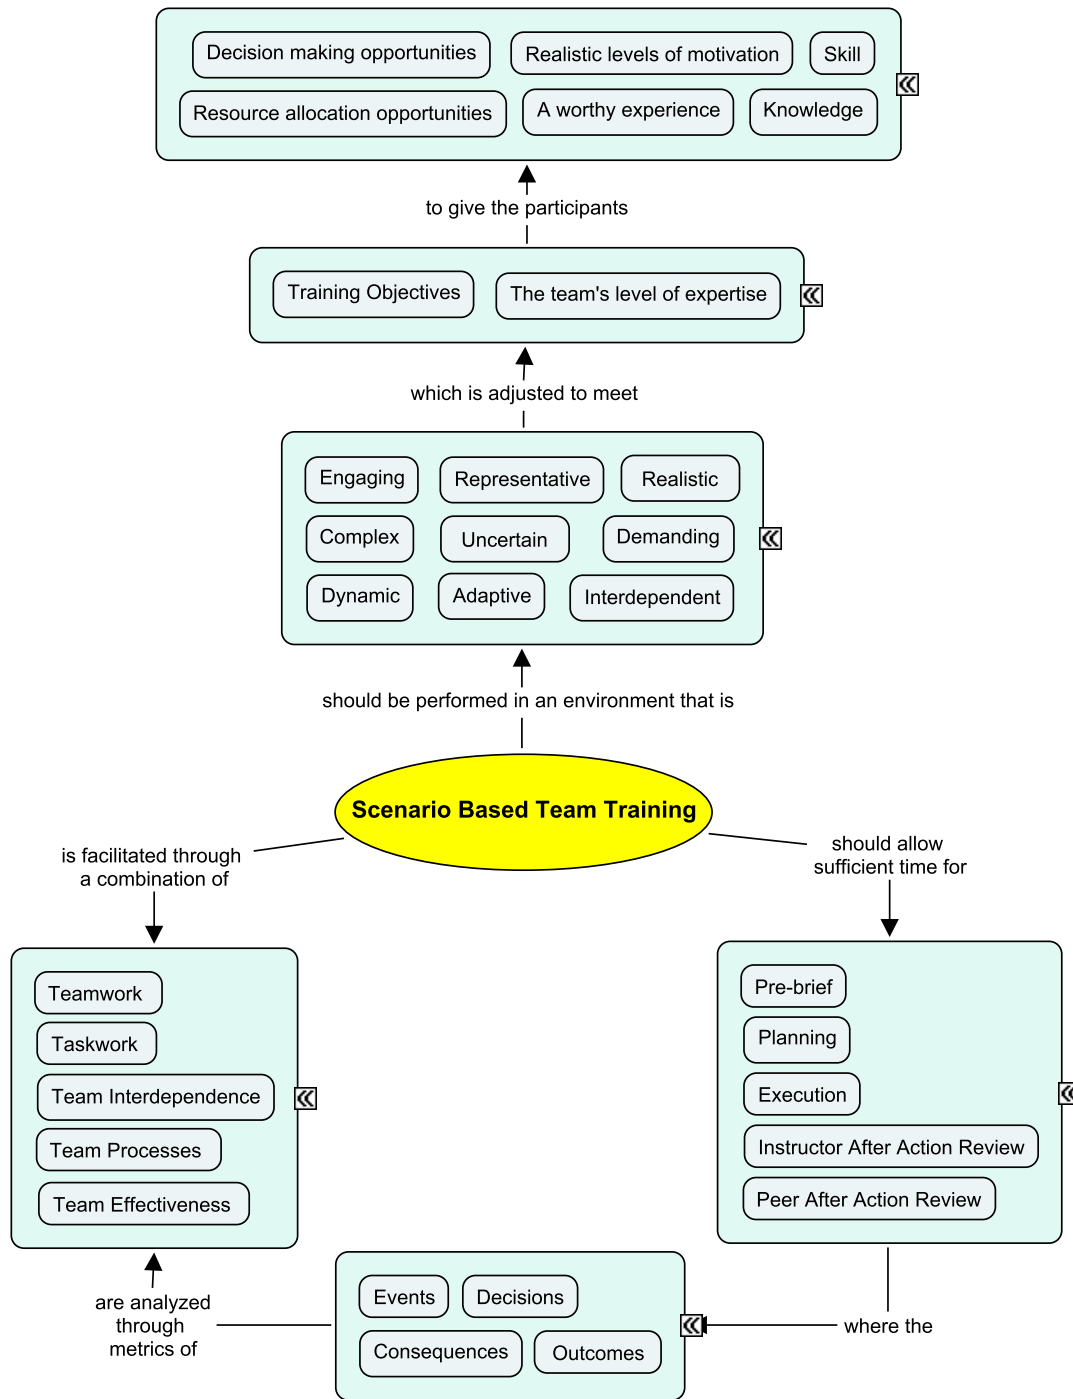 Decision making opportunities
Realistic levels of motivation
Skill
Resource allocation opportunities
A worthy experience
Knowledge
to give the participants
Training Objectives
The team's level of expertise
which is adjusted to meet
Engaging
Representative
Realistic
Complex
Uncertain
Demanding
Dynamic
Adaptive
Interdependent
should be performed in an environment that is
Scenario Based Team Training
is facilitated through
a combination of
should allow
sufficient time for
Teamwork
Taskwork
Team Interdependence
Team Processes
Team Effectiveness
Pre-brief
Planning
Execution
Instructor After Action Review
Peer After Action Review
where the
Events
Decisions
Consequences
Outcomes
are analyzed
through
metrics of